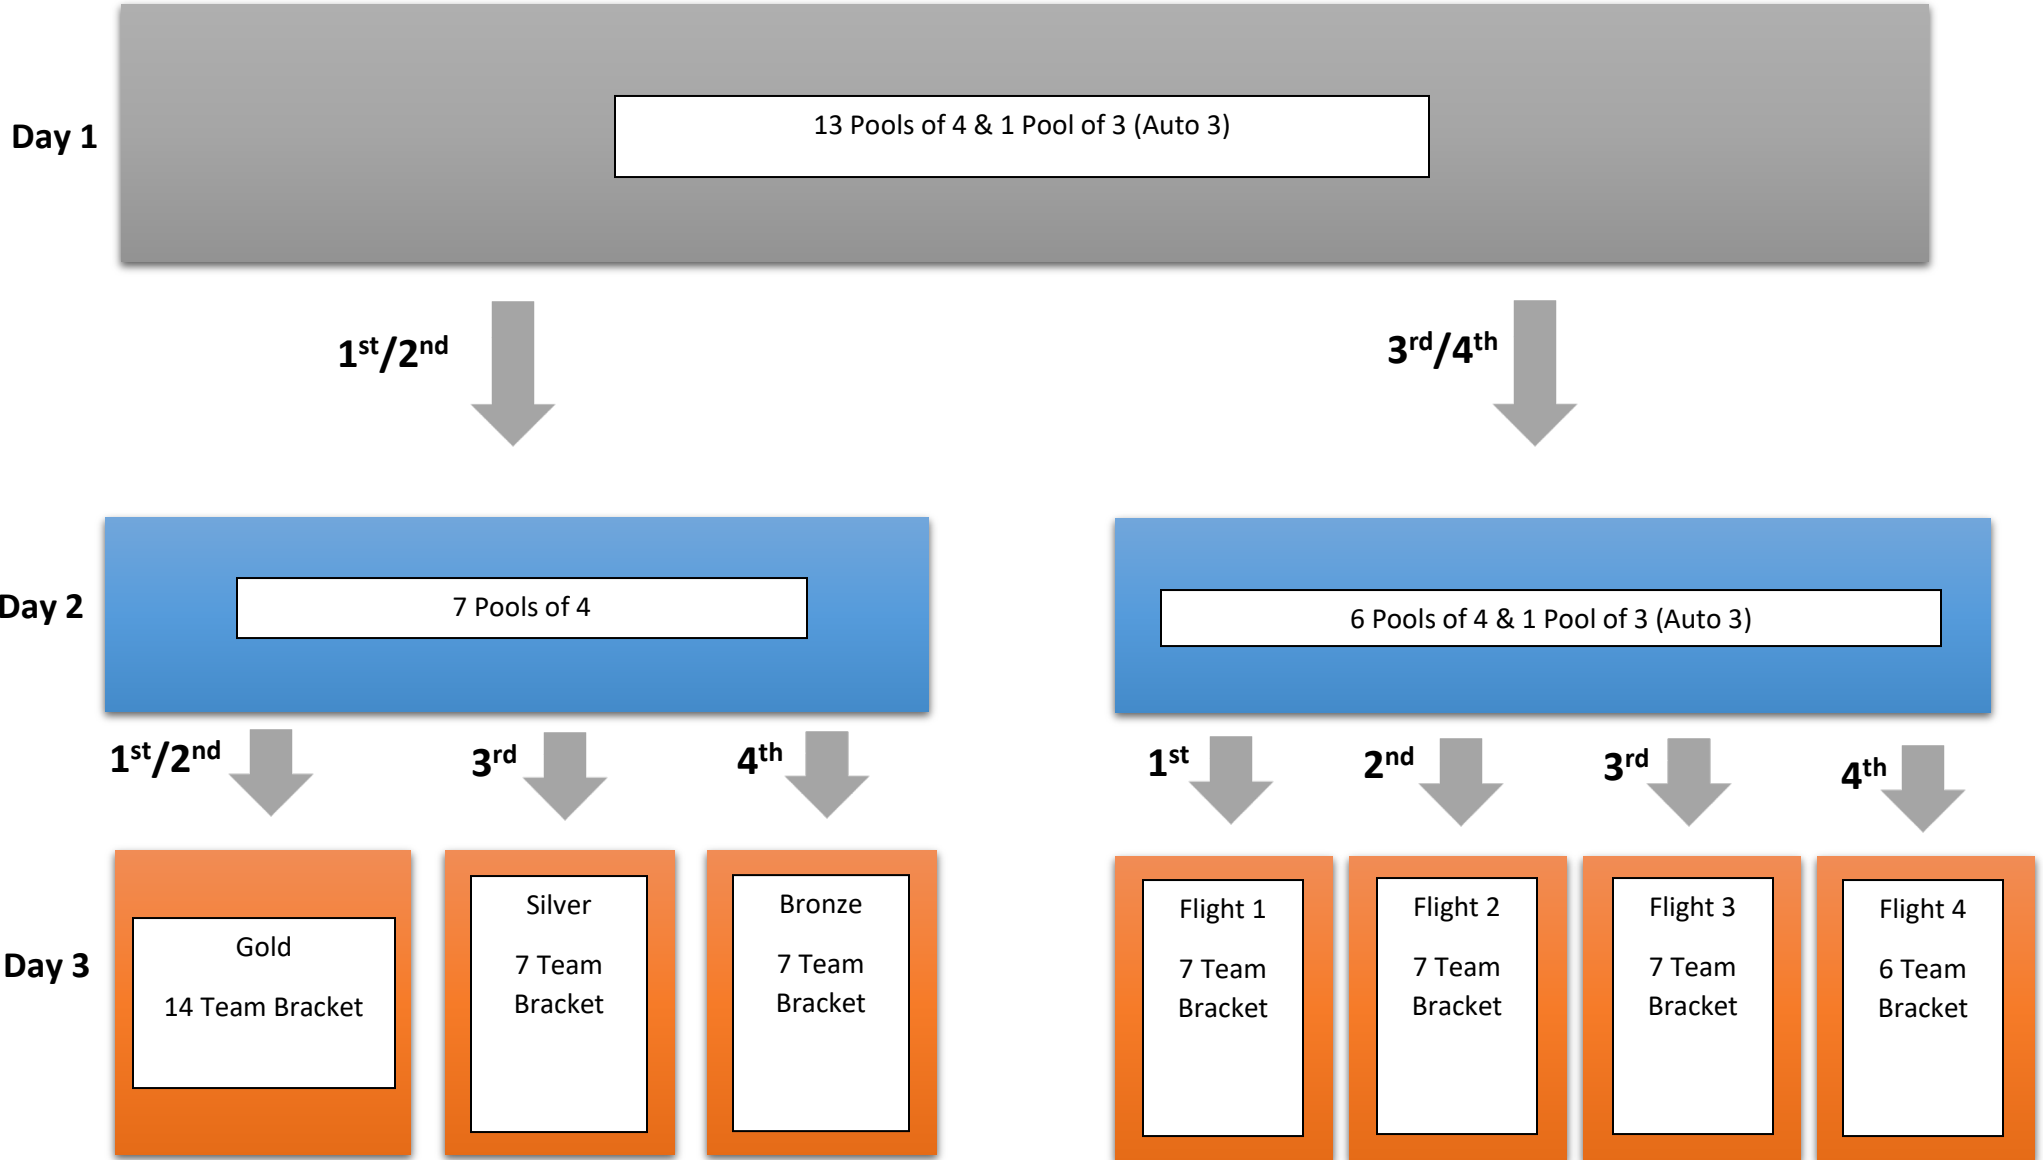 Day 1
13 Pools of 4 & 1 Pool of 3 (Auto 3)
1st/2nd
3rd/4th
Day 2
7 Pools of 4
6 Pools of 4 & 1 Pool of 3 (Auto 3)
1st/2nd
3rd
4th
1st
2nd
3rd
4th
Day 3
Gold
14 Team Bracket
Silver
7 Team
Bracket
Bronze
7 Team
Bracket
Flight 1
7 Team
Bracket
Flight 2
7 Team
Bracket
Flight 3
7 Team
Bracket
Flight 4
6 Team
Bracket